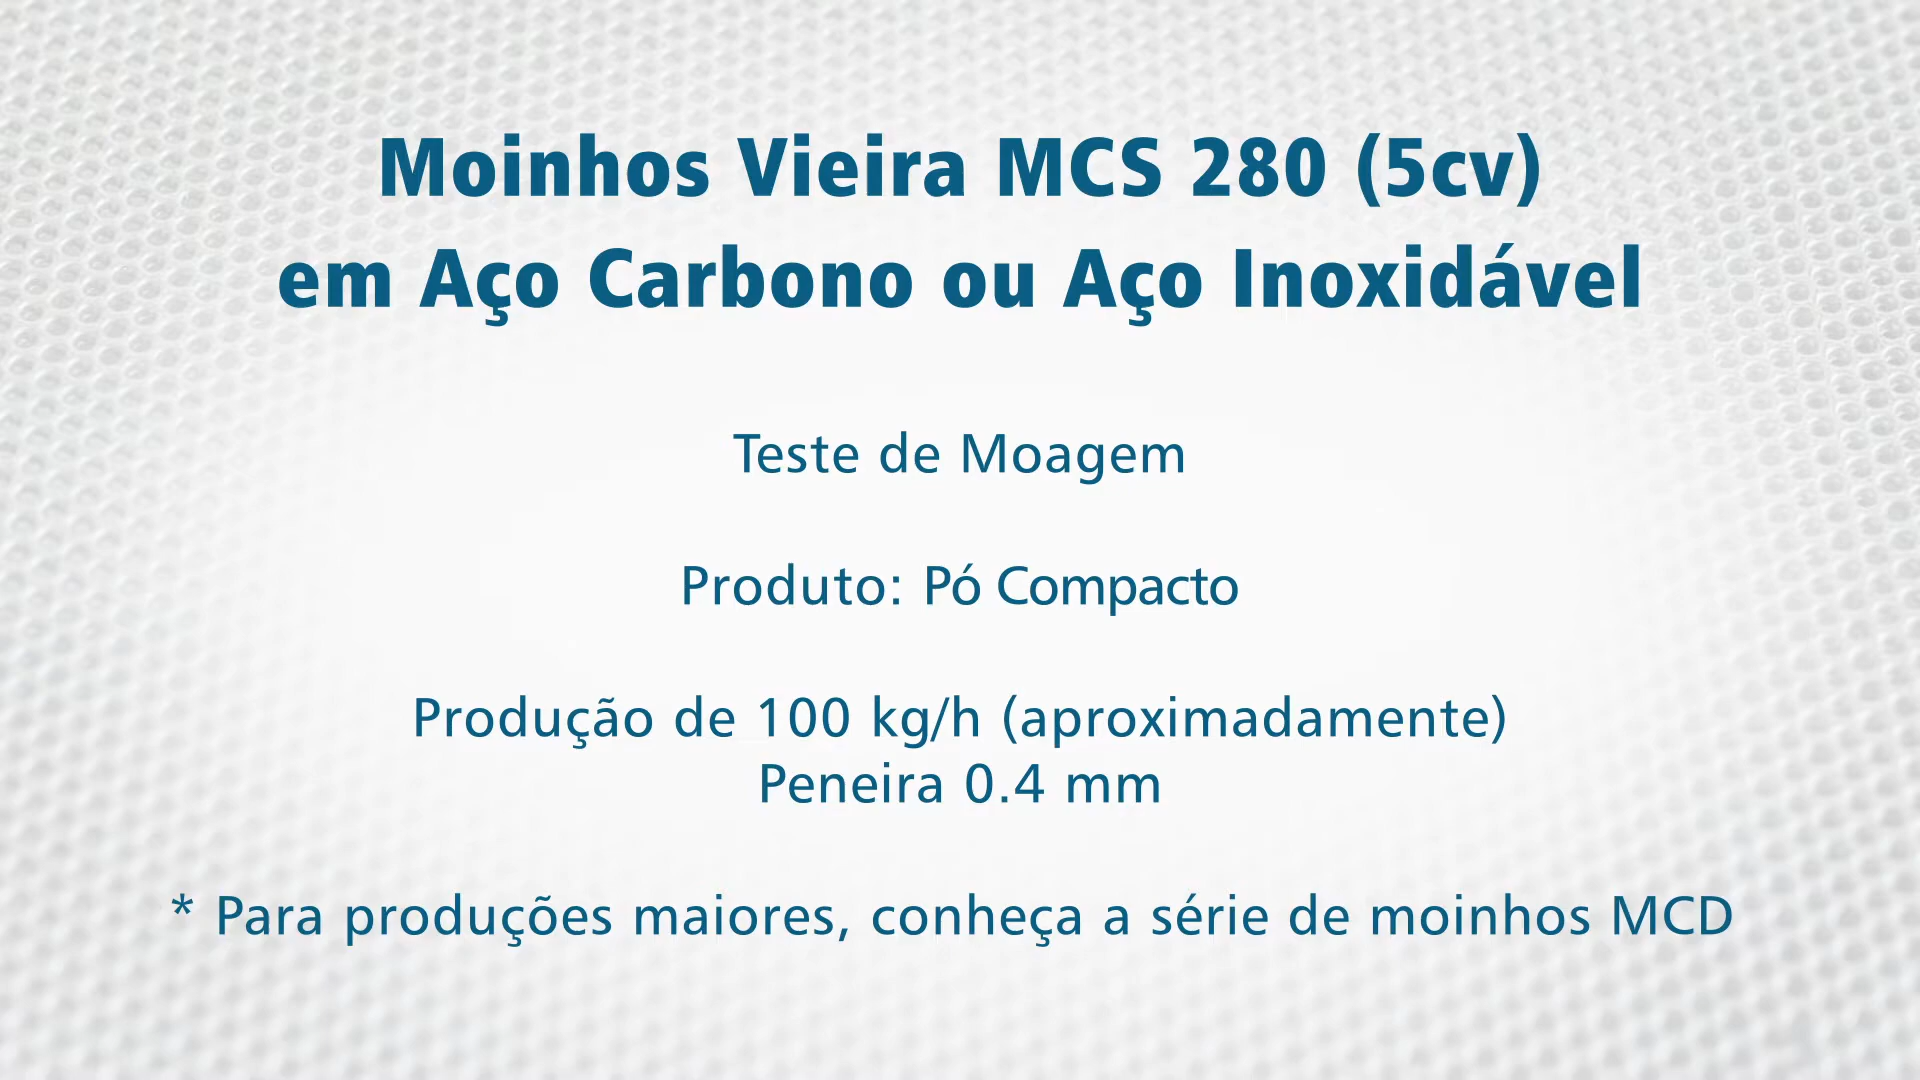 Moinhos Vieira MCS 280 (5cv)
em Aço Carbono ou Aço Inoxidável
Teste de Moagem
Produto: Pó Compacto
Produção de 100 kg/h (aproximadamente)
Peneira 0.4 mm
* Para produções maiores, conheça a série de moinhos MCD